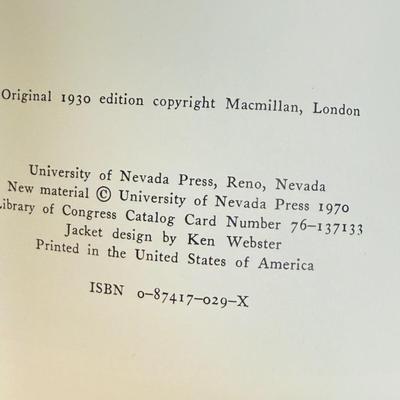 Original 1930 edition copyright Macmillan, London
University of Nevada Press, Reno, Nevada
New material © University of Nevada Press 1970
Library of Congress Catalog Card Number 76–137133
Jacket design by Ken Webster
Printed in the United States of America
ISBN 0–87417–029–X